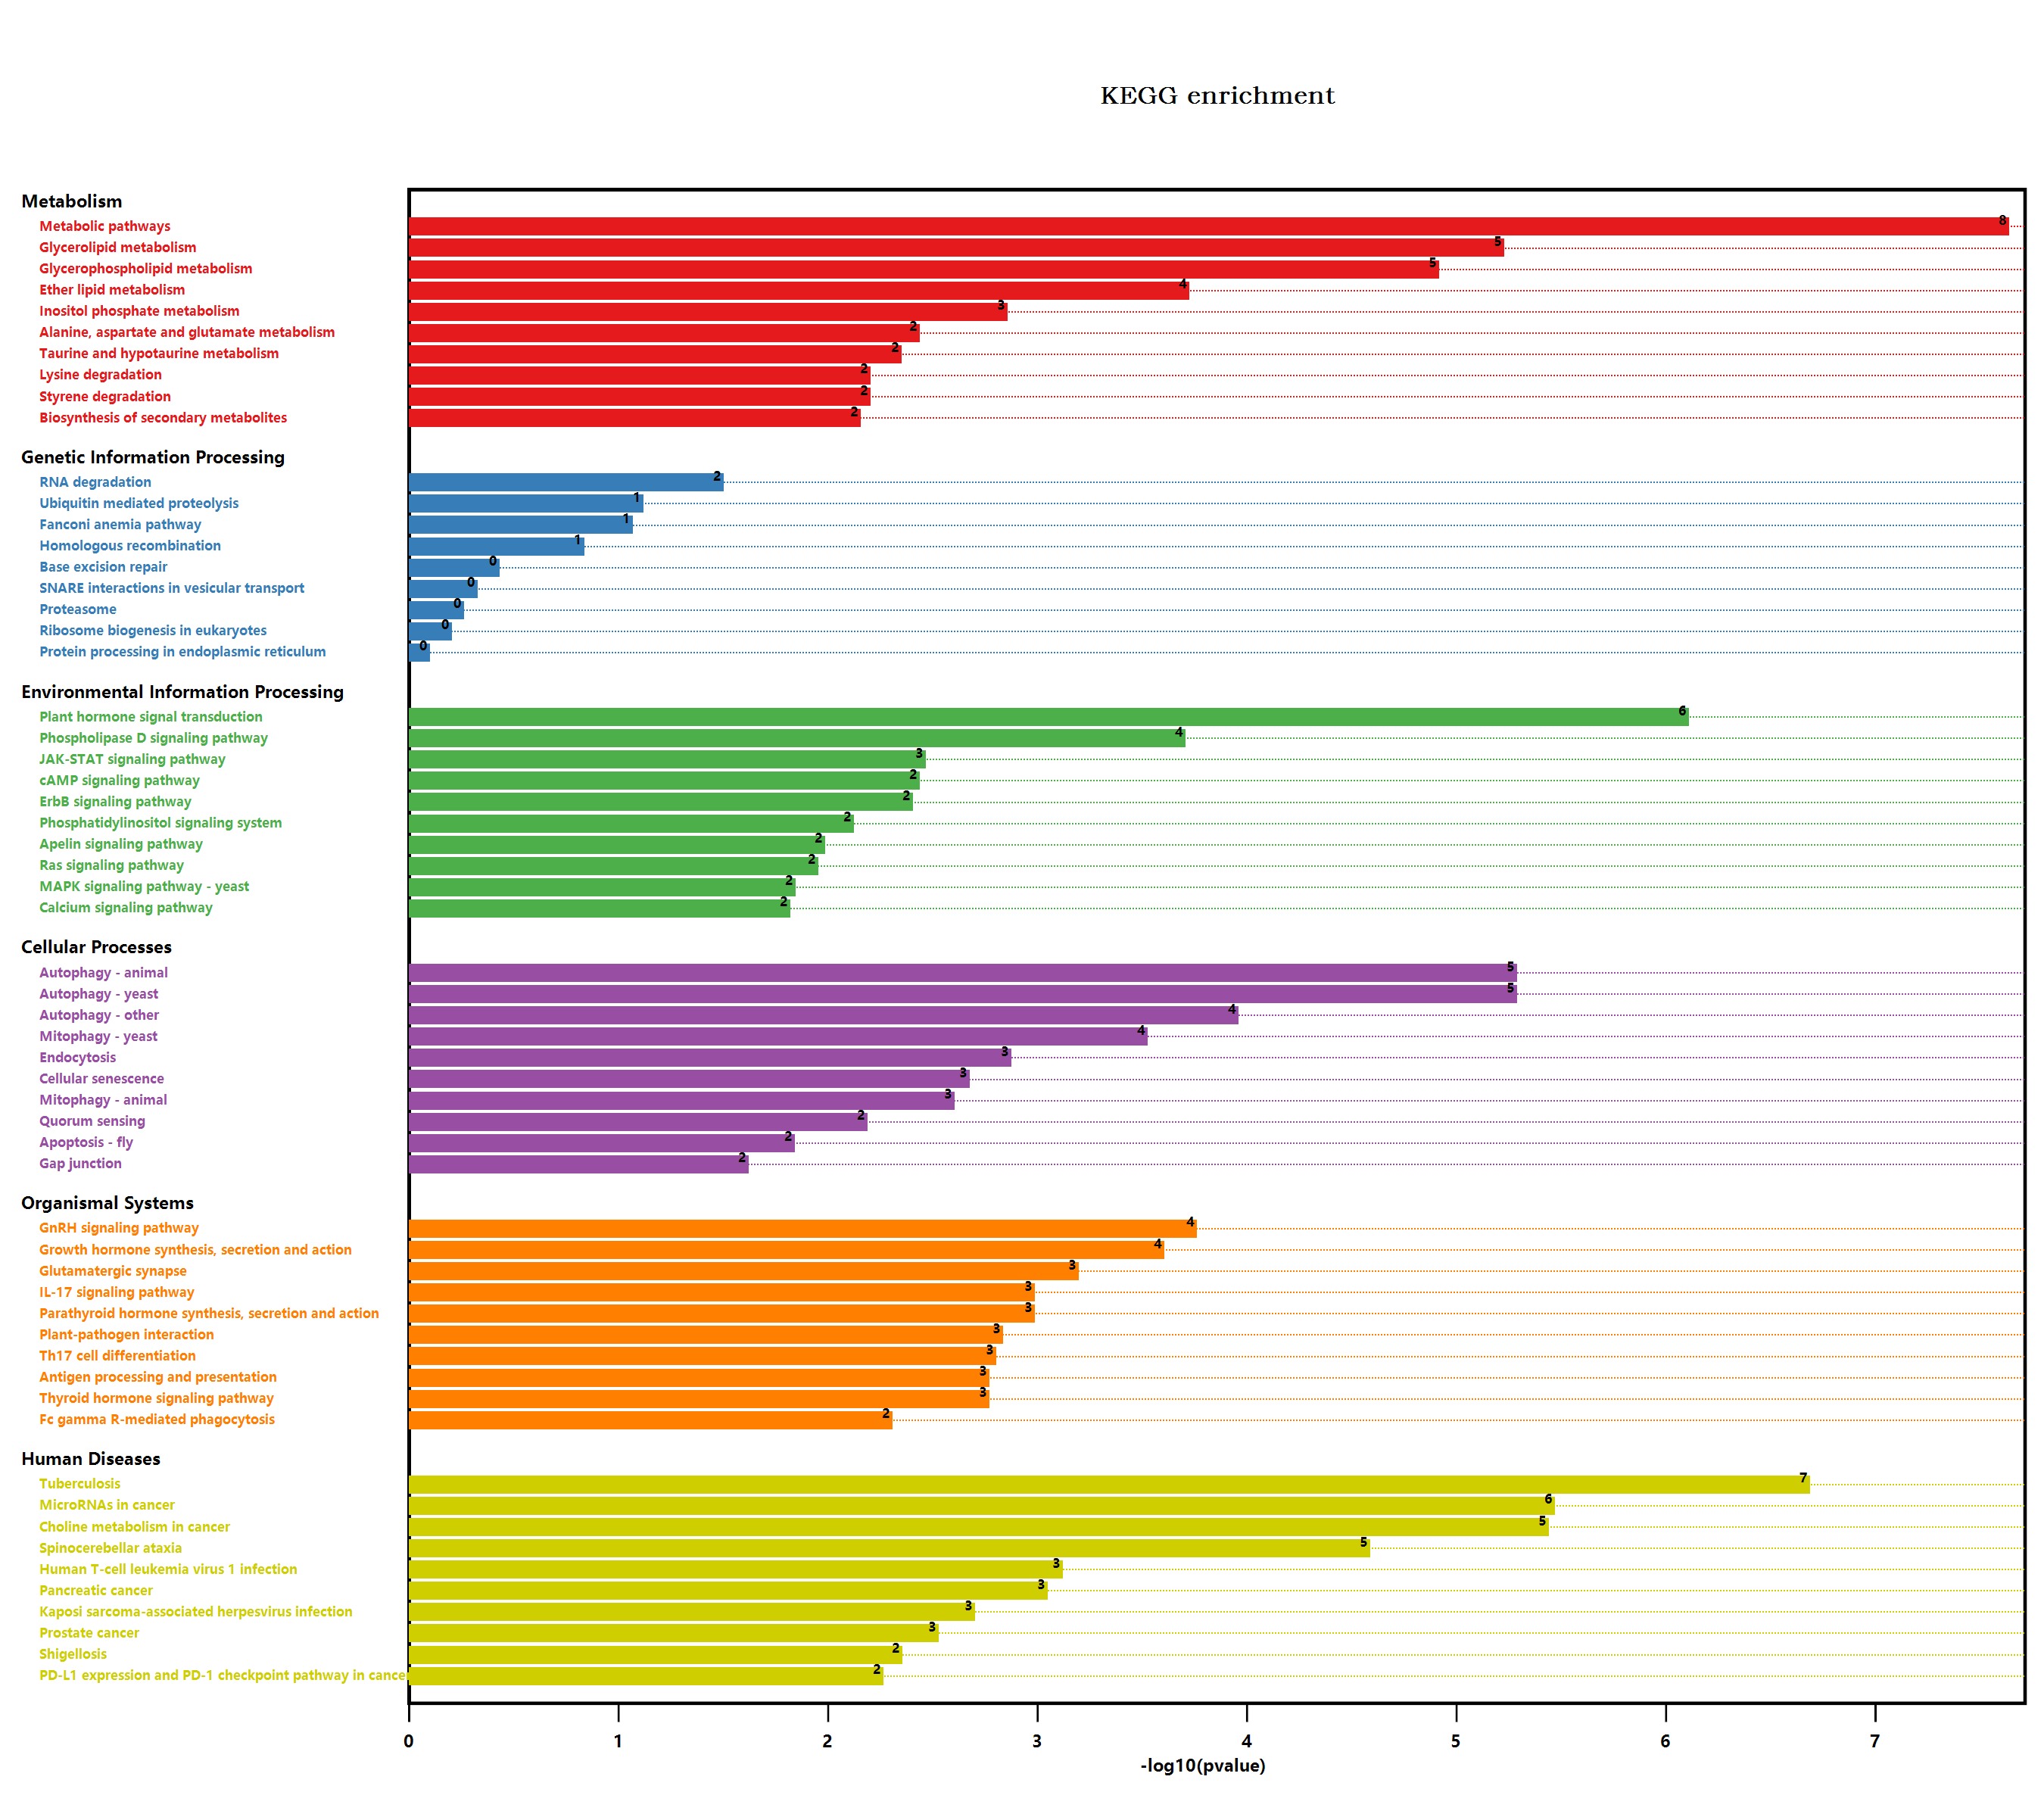 KEGG enrichment
Metabolism
Metabolic pathways 8
Glycerolipid metabolism 5
Glycerophospholipid metabolism 5
Ether lipid metabolism 4
Inositol phosphate metabolism 3
Alanine, aspartate and glutamate metabolism 2
Taurine and hypotaurine metabolism 2
Lysine degradation 2
Styrene degradation 2
Biosynthesis of secondary metabolites 2
Genetic Information Processing
RNA degradation 2
Ubiquitin mediated proteolysis 1
Fanconi anemia pathway 1
Homologous recombination 1
Base excision repair 0
SNARE interactions in vesicular transport 0
Proteasome 0
Ribosome biogenesis in eukaryotes 0
Protein processing in endoplasmic reticulum 0
Environmental Information Processing
Plant hormone signal transduction 6
Phospholipase D signaling pathway 4
JAK-STAT signaling pathway 3
cAMP signaling pathway 2
ErbB signaling pathway 2
Phosphatidylinositol signaling system 2
Apelin signaling pathway 2
Ras signaling pathway 2
MAPK signaling pathway - yeast 2
Calcium signaling pathway 2
Cellular Processes
Autophagy - animal 5
Autophagy - yeast 5
Autophagy - other 4
Mitophagy - yeast 4
Endocytosis 3
Cellular senescence 3
Mitophagy - animal 3
Quorum sensing 2
Apoptosis - fly 2
Gap junction 2
Organismal Systems
GnRH signaling pathway 4
Growth hormone synthesis, secretion and action 4
Glutamatergic synapse 3
IL-17 signaling pathway 3
Parathyroid hormone synthesis, secretion and action 3
Plant-pathogen interaction 3
Th17 cell differentiation 3
Antigen processing and presentation 3
Thyroid hormone signaling pathway 3
Fc gamma R-mediated phagocytosis 2
Human Diseases
Tuberculosis 7
MicroRNAs in cancer 6
Choline metabolism in cancer 5
Spinocerebellar ataxia 5
Human T-cell leukemia virus 1 infection 3
Pancreatic cancer 3
Kaposi sarcoma-associated herpesvirus infection 3
Prostate cancer 3
Shigellosis 2
PD-L1 expression and PD-1 checkpoint pathway in cance 2
0 1 2 3 4 5 6 7
-log10(pvalue)